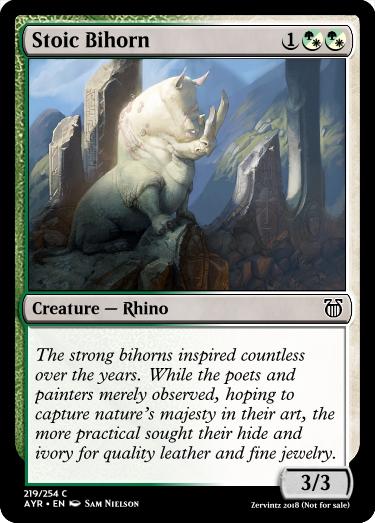 Stoic Bihorn 1
Creature — Rhino
The strong bihorns inspired countless
over the years. While the poets and
painters merely observed, hoping to
capture nature's majesty in their art, the
more practical sought their hide and
ivory for quality leather and fine jewelry.
3/3
219/254 C
AYR • EN Sam Nielson
Zervintz 2018 (Not for sale)